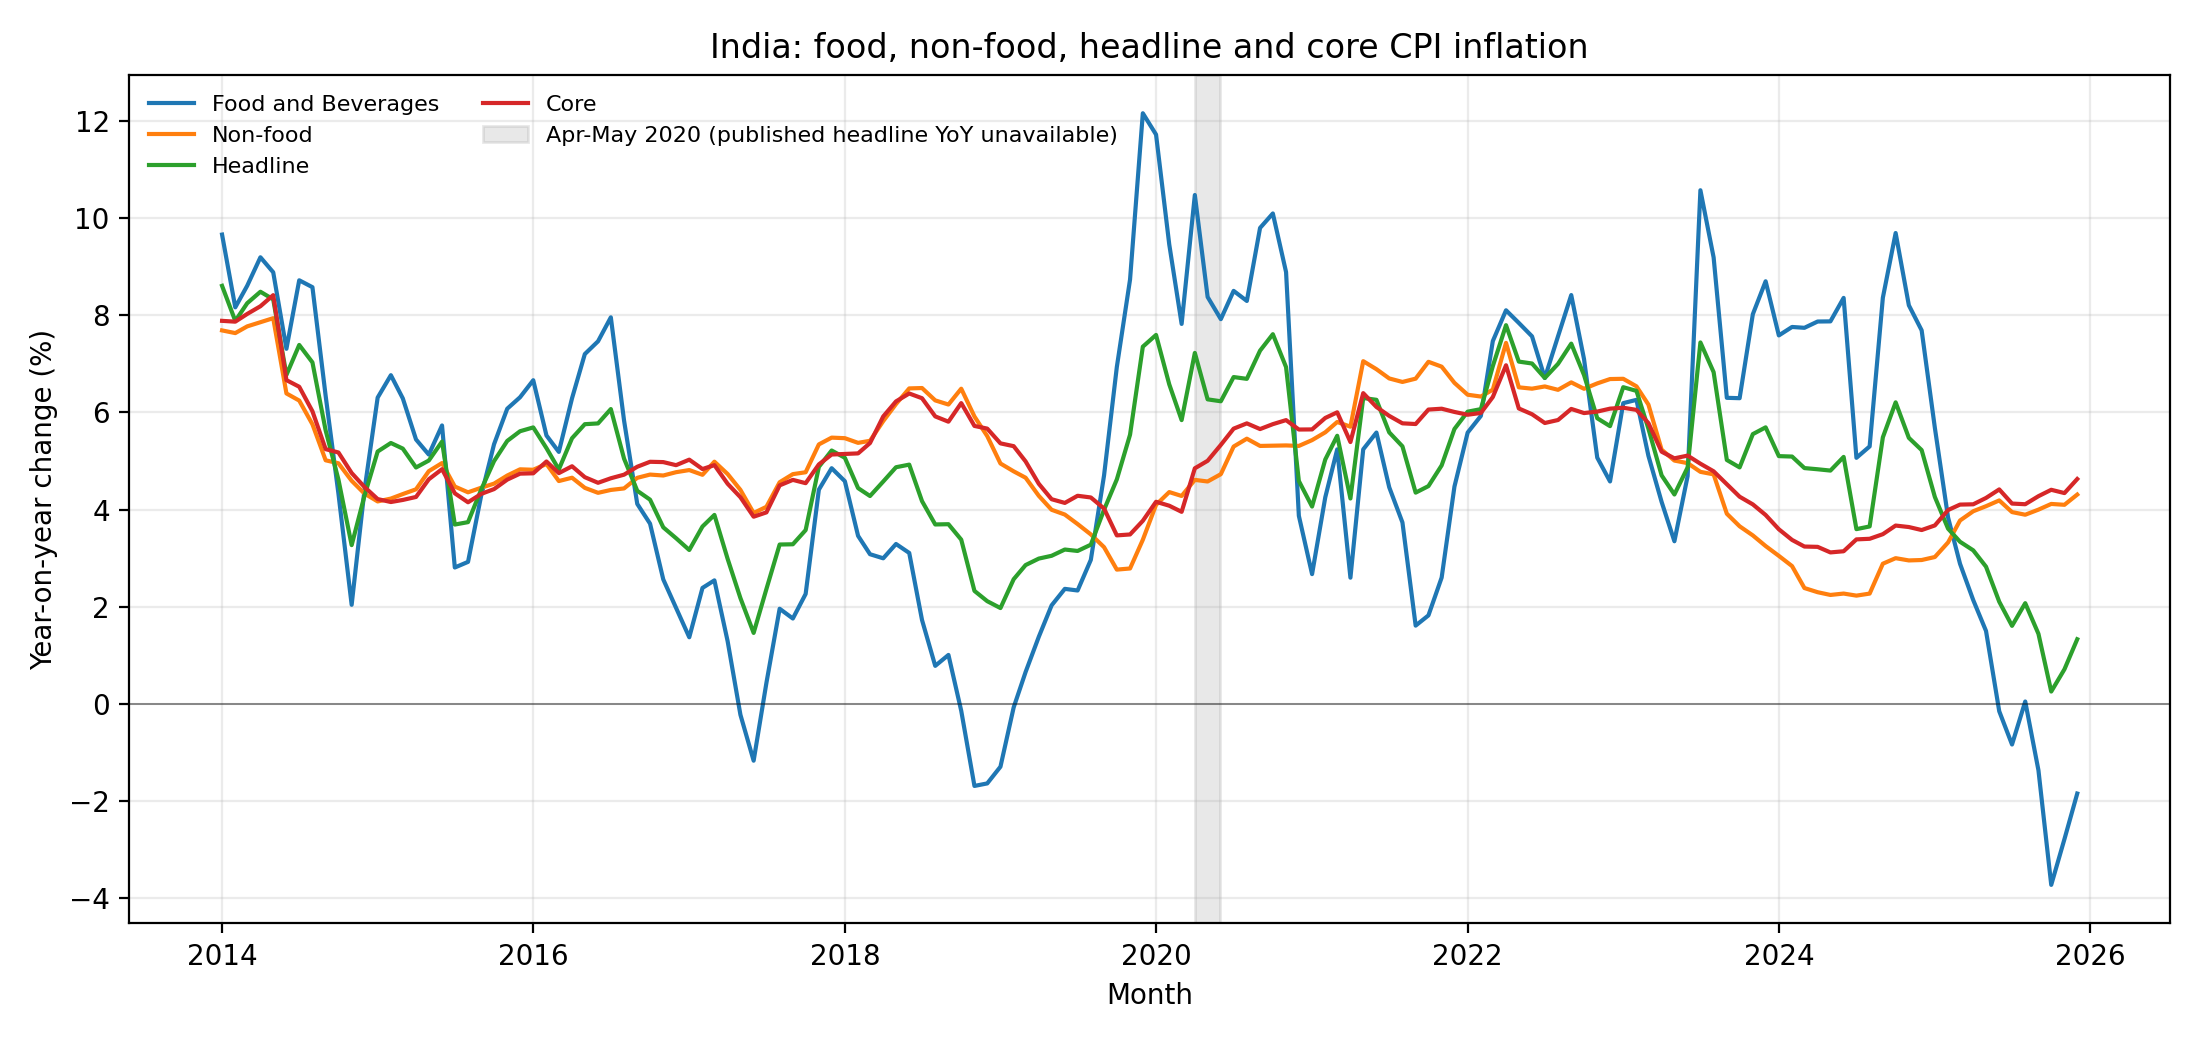 India: food, non-food, headline and core CPI inflation
Food and Beverages
Non-food
Headline
Core
Apr-May 2020 (published headline YoY unavailable)
Year-on-year change (%)
12
10
8
6
4
2
0
−2
−4
2014
2016
2018
2020
2022
2024
2026
Month